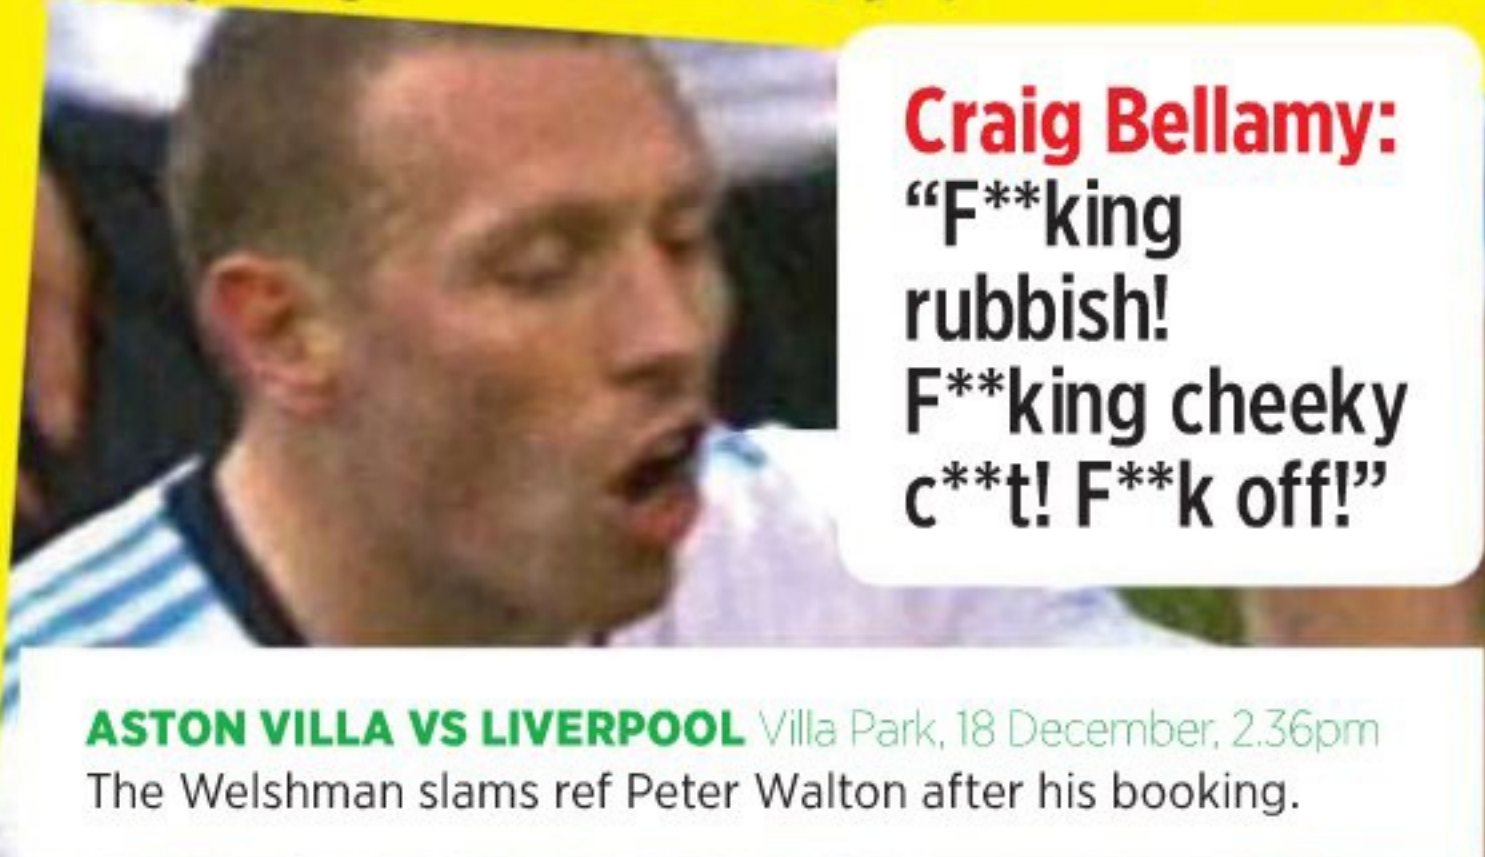 Craig Bellamy:
“F**king
rubbish!
F**king cheeky
c**t! F**k off!”
ASTON VILLA VS LIVERPOOL Villa Park, 18 December, 2.36pm
The Welshman slams ref Peter Walton after his booking.